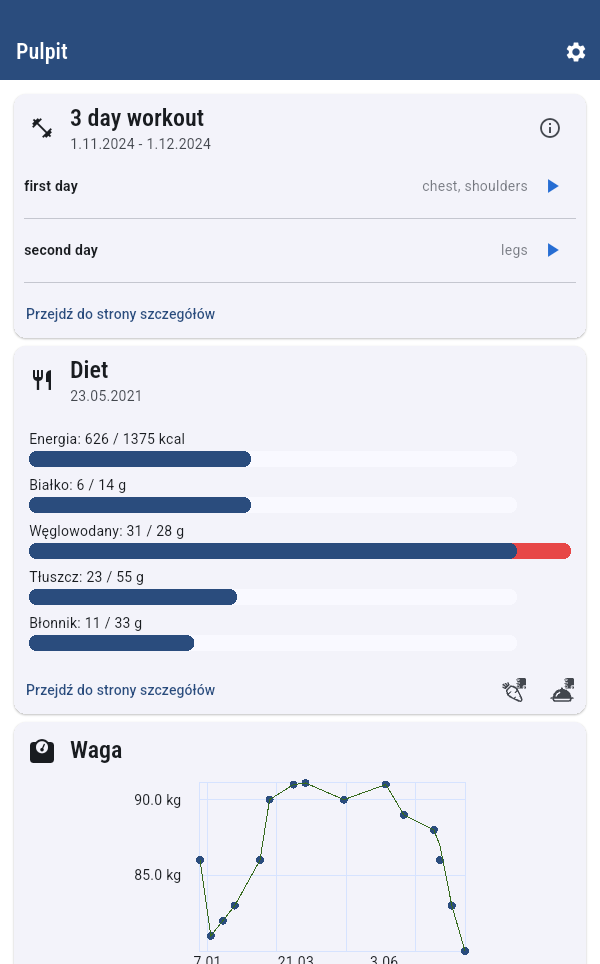 Pulpit
3 day workout
1.11.2024 - 1.12.2024
first day
chest, shoulders
second day
legs
Przejdź do strony szczegółów
Diet
23.05.2021
Energia: 626 / 1375 kcal
Białko: 6 / 14 g
Węglowodany: 31 / 28 g
Tłuszcz: 23 / 55 g
Błonnik: 11 / 33 g
Przejdź do strony szczegółów
Waga
90.0 kg
85.0 kg
7.01 21.03 3.06